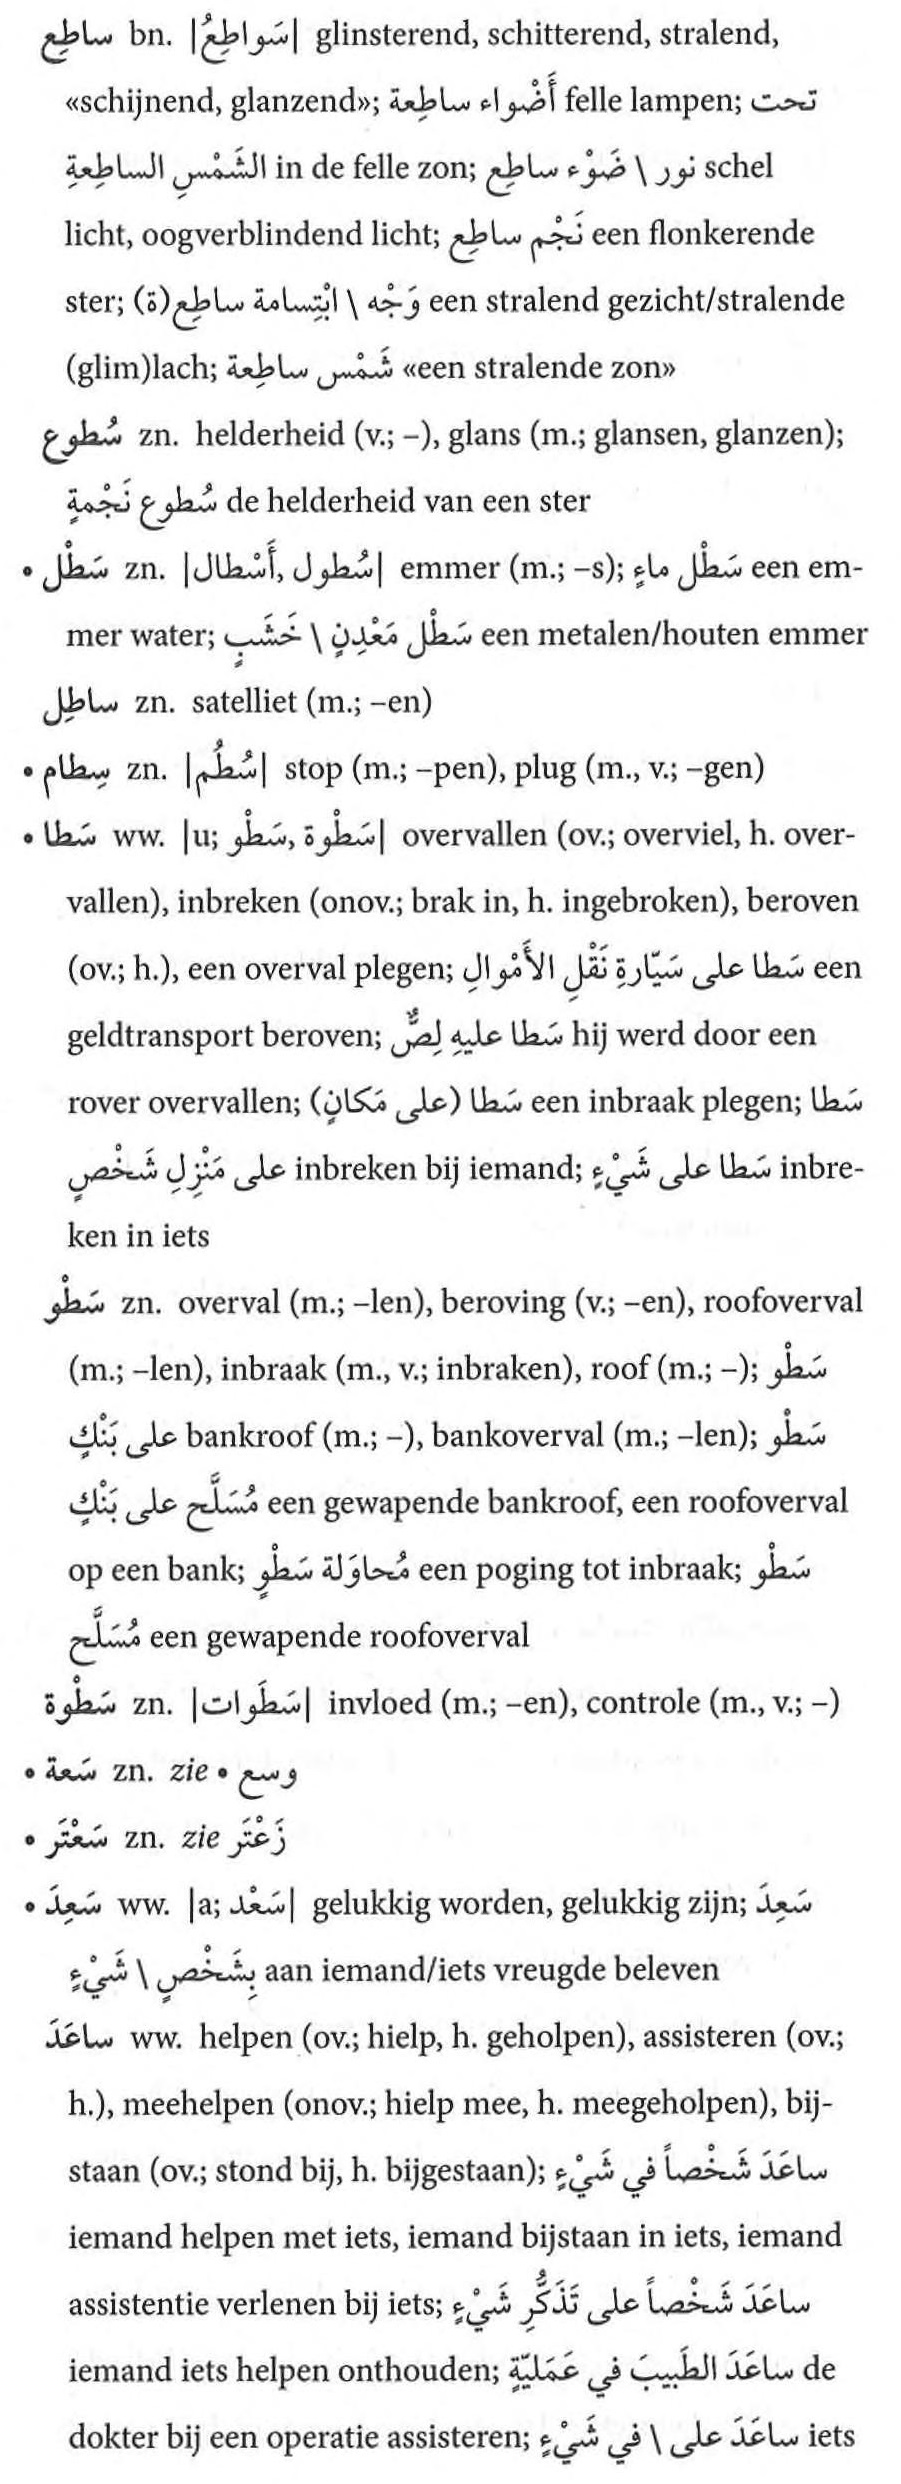 ساطِع bn. |سَواطِعُ| glinsterend, schitterend, stralend,
«schijnend, glanzend»; أَضْواء ساطِعة felle lampen; تحت
الشَّمْسِ الساطِعةِ in de felle zon; نور \ ضَوْء ساطِع schel
licht, oogverblindend licht; نَجْم ساطِع een flonkerende
ster; وَجْه \ ابْتِسامة ساطِع(ة) een stralend gezicht/stralende
(glim)lach; شَمْس ساطِعة «een stralende zon»
سُطوع zn. helderheid (v.; –), glans (m.; glansen, glanzen);
سُطوع نَجْمةٍ de helderheid van een ster
• سَطْل zn. |سُطول, أَسْطال| emmer (m.; –s); سَطْل ماءٍ een em-
mer water; سَطْل مَعْدِنٍ \ خَشَبٍ een metalen/houten emmer
ساطِل zn. satelliet (m.; –en)
• سِطام zn. |سُطُم| stop (m.; –pen), plug (m., v.; –gen)
• سَطا ww. |u; سَطْوة, سَطْو| overvallen (ov.; overviel, h. over-
vallen), inbreken (onov.; brak in, h. ingebroken), beroven
(ov.; h.), een overval plegen; سَطا على سَيّارةِ نَقْلِ الأَمْوالِ een
geldtransport beroven; سَطا عليهِ لِصٌّ hij werd door een
rover overvallen; سَطا (على مَكانٍ) een inbraak plegen; سَطا
على مَنْزِلِ شَخْصٍ inbreken bij iemand; سَطا على شَيْءٍ inbre-
ken in iets
سَطْو zn. overval (m.; –len), beroving (v.; –en), roofoverval
(m.; –len), inbraak (m., v.; inbraken), roof (m.; –); سَطْو
على بَنْكٍ bankroof (m.; –), bankoverval (m.; –len); سَطْو
مُسَلَّح على بَنْكٍ een gewapende bankroof, een roofoverval
op een bank; مُحاوَلة سَطْوٍ een poging tot inbraak; سَطْو
مُسَلَّح een gewapende roofoverval
سَطْوة zn. |سَطَوات| invloed (m.; –en), controle (m., v.; –)
• سَعة zn. zie • وسع
• سَعْتَر zn. zie زَعْتَر
• سَعِدَ ww. |a; سَعْد| gelukkig worden, gelukkig zijn; سَعِدَ
بِشَخْصٍ \ شَيْءٍ aan iemand/iets vreugde beleven
ساعَدَ ww. helpen (ov.; hielp, h. geholpen), assisteren (ov.;
h.), meehelpen (onov.; hielp mee, h. meegeholpen), bij-
staan (ov.; stond bij, h. bijgestaan); ساعَدَ شَخْصاً في شَيْءٍ
iemand helpen met iets, iemand bijstaan in iets, iemand
assistentie verlenen bij iets; ساعَدَ شَخْصاً على تَذَكُّرِ شَيْءٍ
iemand iets helpen onthouden; ساعَدَ الطَبيبَ في عَمَليّةٍ de
dokter bij een operatie assisteren; ساعَدَ على \ في شَيْءٍ iets